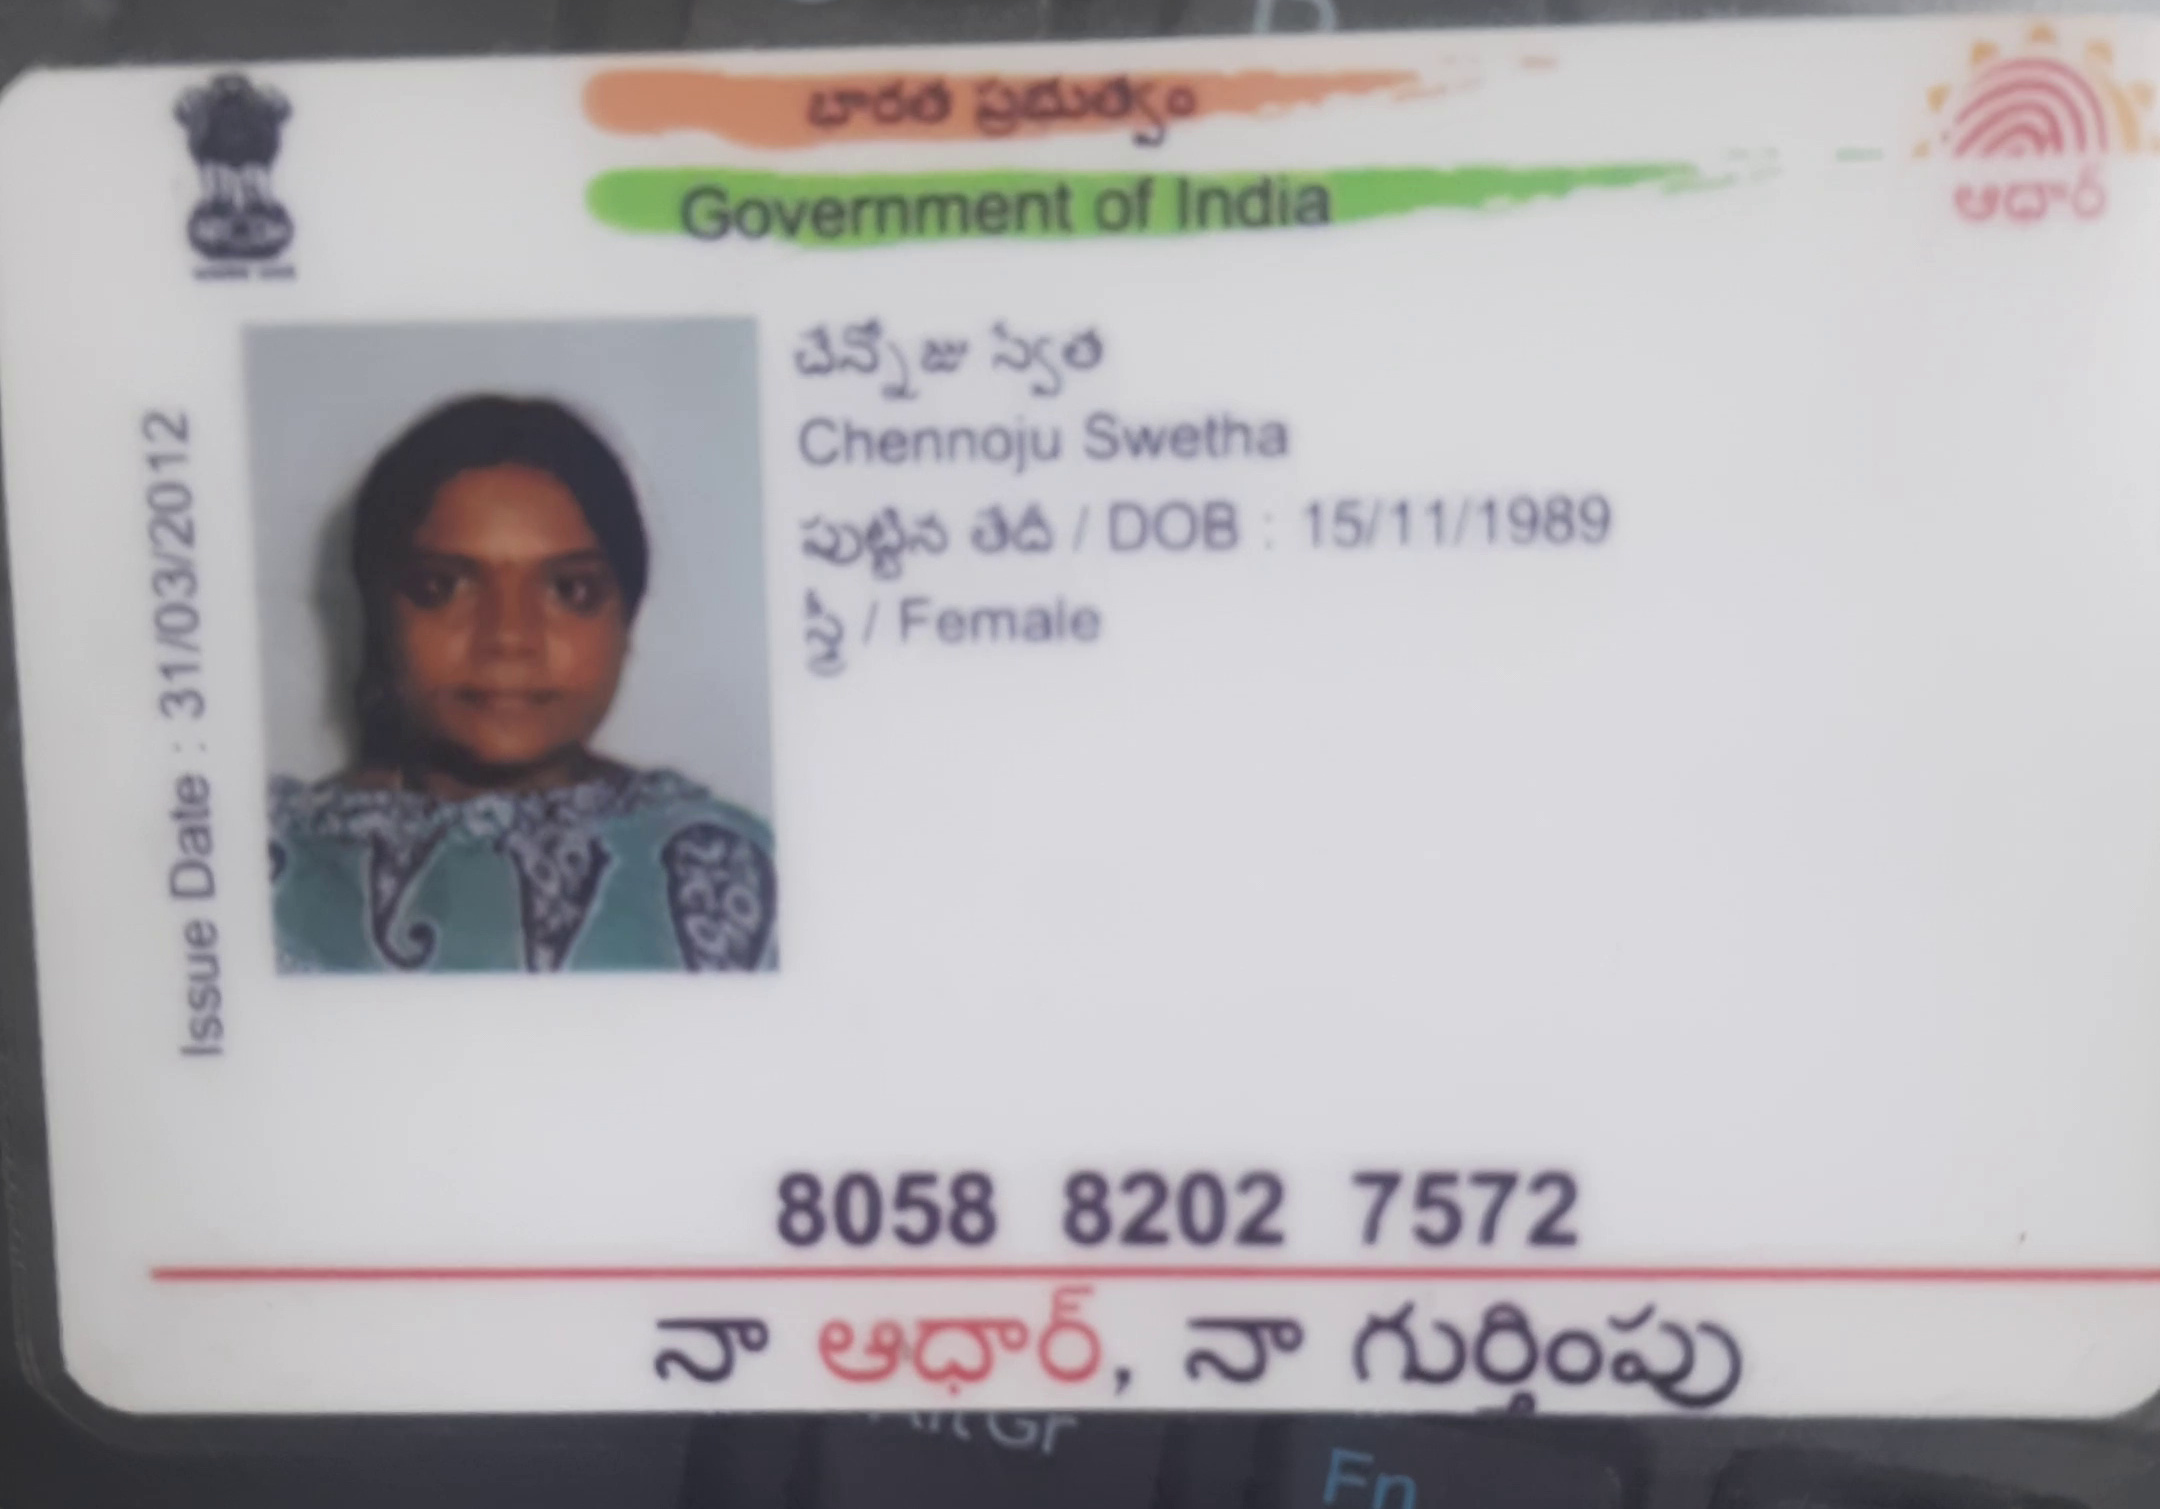 భారత ప్రభుత్వం
Government of India
ఆధార్
చెన్నోజు స్వేత
Chennoju Swetha
పుట్టిన తేదీ / DOB : 15/11/1989
స్త్రీ / Female
Issue Date : 31/03/2012
8058 8202 7572
నా ఆధార్, నా గుర్తింపు
Alt Gr
Fn